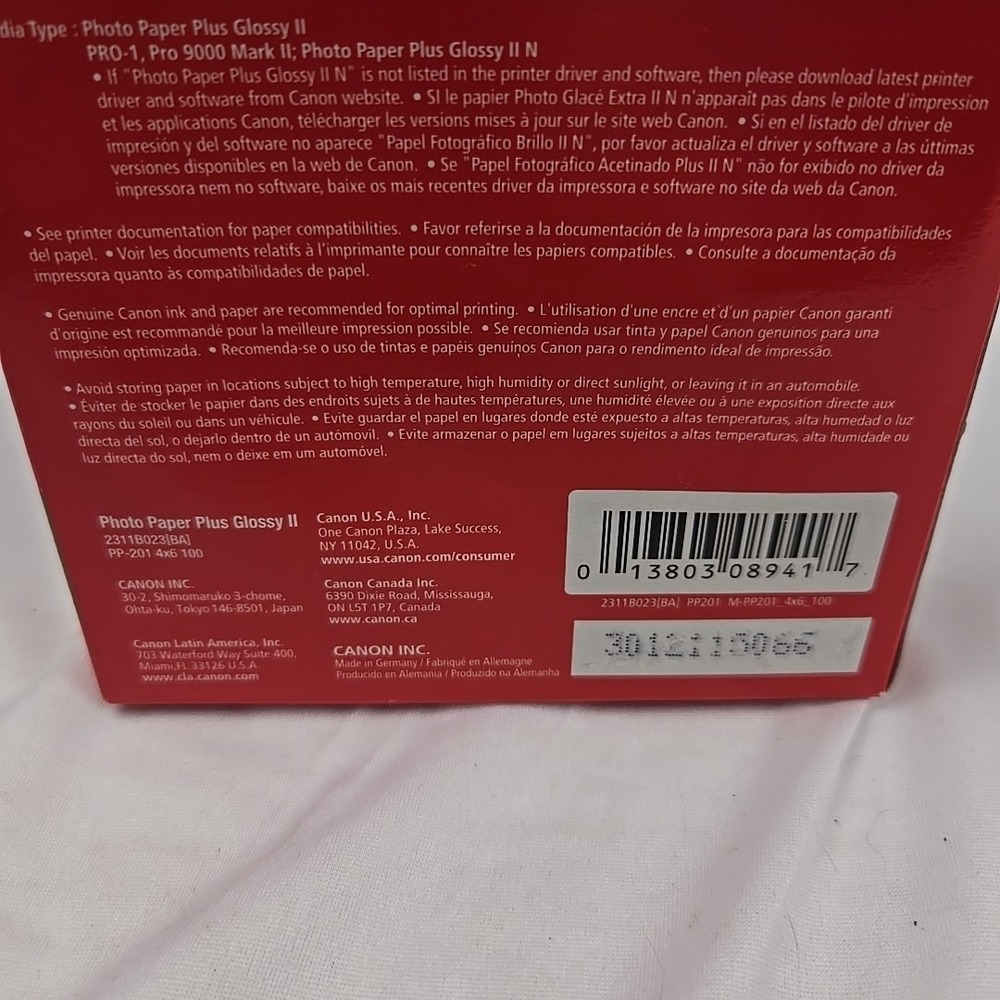 dia Type : Photo Paper Plus Glossy II
PRO-1, Pro 9000 Mark II; Photo Paper Plus Glossy II N
• If "Photo Paper Plus Glossy II N" is not listed in the printer driver and software, then please download latest printer
driver and software from Canon website. • SI le papier Photo Glacé Extra II N n'apparaît pas dans le pilote d'impression
et les applications Canon, télécharger les versions mises à jour sur le site web Canon. • Si en el listado del driver de
impresión y del software no aparece "Papel Fotográfico Brillo II N", por favor actualiza el driver y software a las úttimas
versiones disponibles en la web de Canon. • Se "Papel Fotográfico Acetinado Plus II N" não for exibido no driver da
impressora nem no software, baixe os mais recentes driver da impressora e software no site da web da Canon.
• See printer documentation for paper compatibilities. • Favor referirse a la documentación de la impresora para las compatibilidades
del papel. • Voir les documents relatifs à l'imprimante pour connaître les papiers compatibles. • Consulte a documentação da
impressora quanto às compatibilidades de papel.
• Genuine Canon ink and paper are recommended for optimal printing. • L'utilisation d'une encre et d'un papier Canon garanti
d'origine est recommandé pour la meilleure impression possible. • Se recomienda usar tinta y papel Canon genuinos para una
impresión optimizada. • Recomenda-se o uso de tintas e papéis genuínos Canon para o rendimento ideal de impressão.
• Avoid storing paper in locations subject to high temperature, high humidity or direct sunlight, or leaving it in an automobile.
• Éviter de stocker le papier dans des endroits sujets à de hautes températures, une humidité élevée ou à une exposition directe aux
rayons du soleil ou dans un véhicule. • Evite guardar el papel en lugares donde esté expuesto a altas temperaturas, alta humedad o luz
directa del sol, o dejarlo dentro de un autómovil. • Evite armazenar o papel em lugares sujeitos a altas temperaturas, alta humidade ou
luz directa do sol, nem o deixe em um automóvel.
Photo Paper Plus Glossy II
2311B023[BA]
PP-201 4x6 100
CANON INC.
30-2, Shimomaruko 3-chome,
Ohta-ku, Tokyo 146-8501, Japan
Canon Latin America, Inc.
703 Waterford Way Suite 400,
Miami,FL 33126 U.S.A.
www.cla.canon.com
Canon U.S.A., Inc.
One Canon Plaza, Lake Success,
NY 11042, U.S.A.
www.usa.canon.com/consumer
Canon Canada Inc.
6390 Dixie Road, Mississauga,
ON L5T 1P7, Canada
www.canon.ca
CANON INC.
Made in Germany / Fabriqué en Allemagne
Producido en Alemania / Produzido na Alemanha
0 13803 08941 7
2311B023[BA] PP201 M-PP201_4x6_100